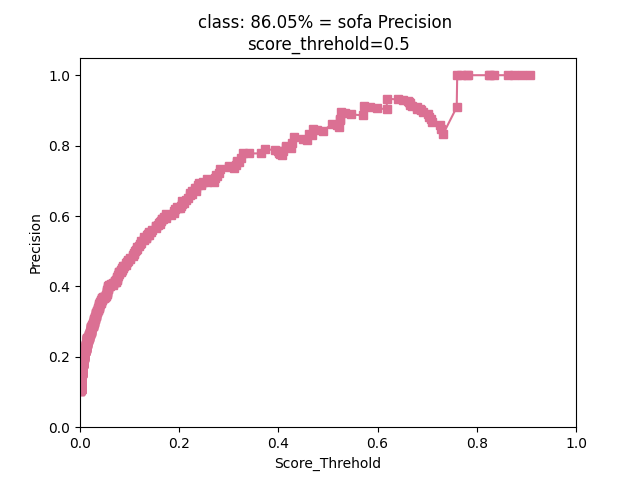 class: 86.05% = sofa Precision
score_threhold=0.5
1.0
0.8
0.6
0.4
0.2
0.0
Precision
0.0 0.2 0.4 0.6 0.8 1.0
Score_Threhold